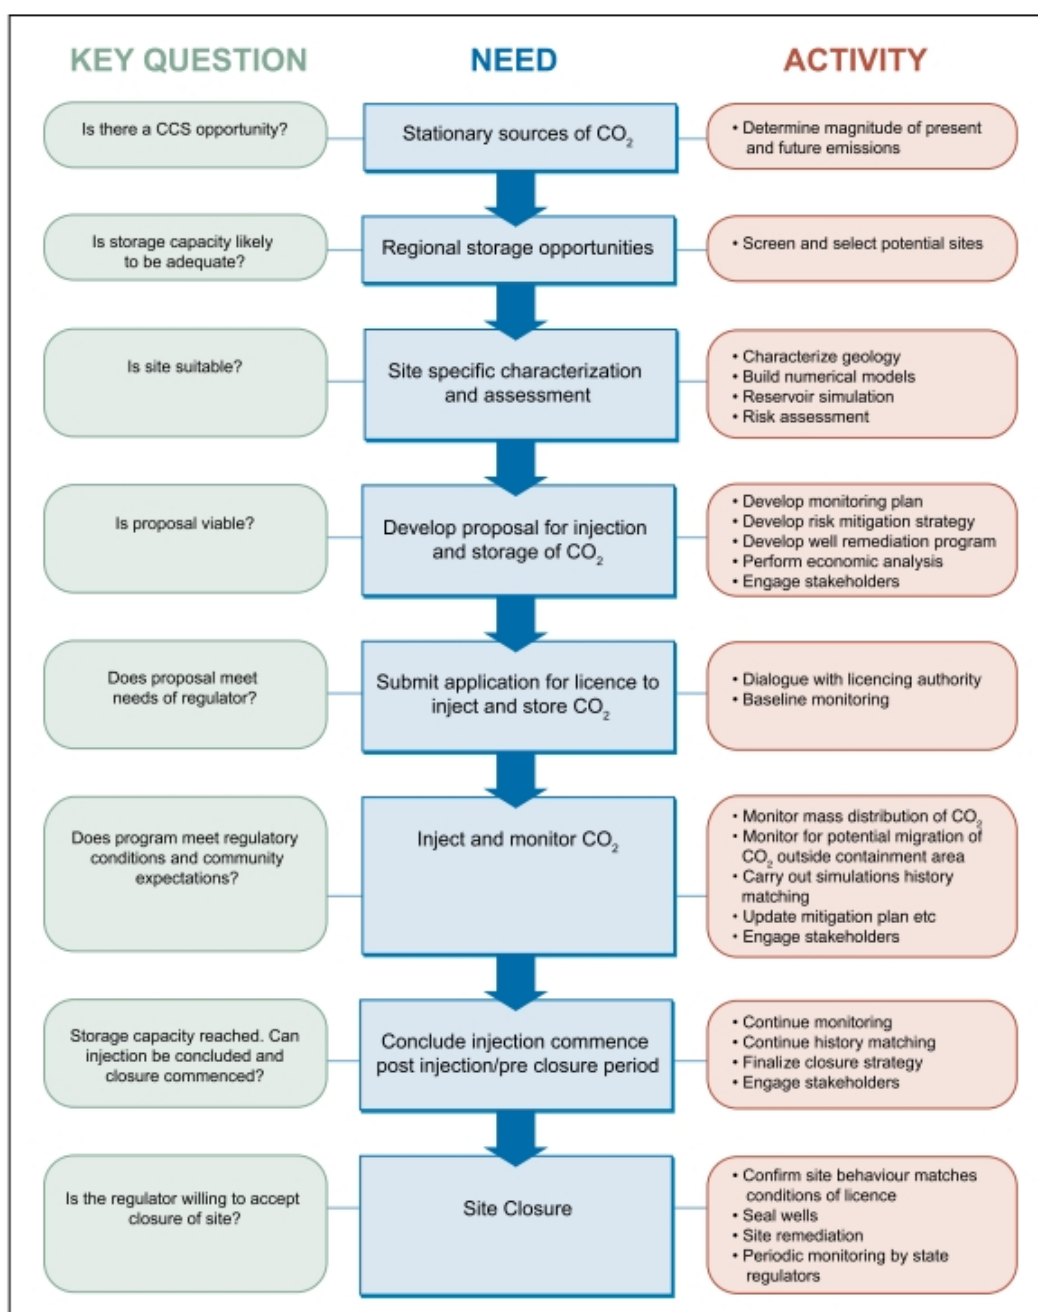 KEY QUESTION
NEED
ACTIVITY
Is there a CCS opportunity?
Stationary sources of CO₂
• Determine magnitude of present
and future emissions
Is storage capacity likely
to be adequate?
Regional storage opportunities
• Screen and select potential sites
Is site suitable?
Site specific characterization
and assessment
• Characterize geology
• Build numerical models
• Reservoir simulation
• Risk assessment
Is proposal viable?
Develop proposal for injection
and storage of CO₂
• Develop monitoring plan
• Develop risk mitigation strategy
• Develop well remediation program
• Perform economic analysis
• Engage stakeholders
Does proposal meet
needs of regulator?
Submit application for licence to
inject and store CO₂
• Dialogue with licencing authority
• Baseline monitoring
Does program meet regulatory
conditions and community
expectations?
Inject and monitor CO₂
• Monitor mass distribution of CO₂
• Monitor for potential migration of
CO₂ outside containment area
• Carry out simulations history
matching
• Update mitigation plan etc
• Engage stakeholders
Storage capacity reached. Can
injection be concluded and
closure commenced?
Conclude injection commence
post injection/pre closure period
• Continue monitoring
• Continue history matching
• Finalize closure strategy
• Engage stakeholders
Is the regulator willing to accept
closure of site?
Site Closure
• Confirm site behaviour matches
conditions of licence
• Seal wells
• Site remediation
• Periodic monitoring by state
regulators